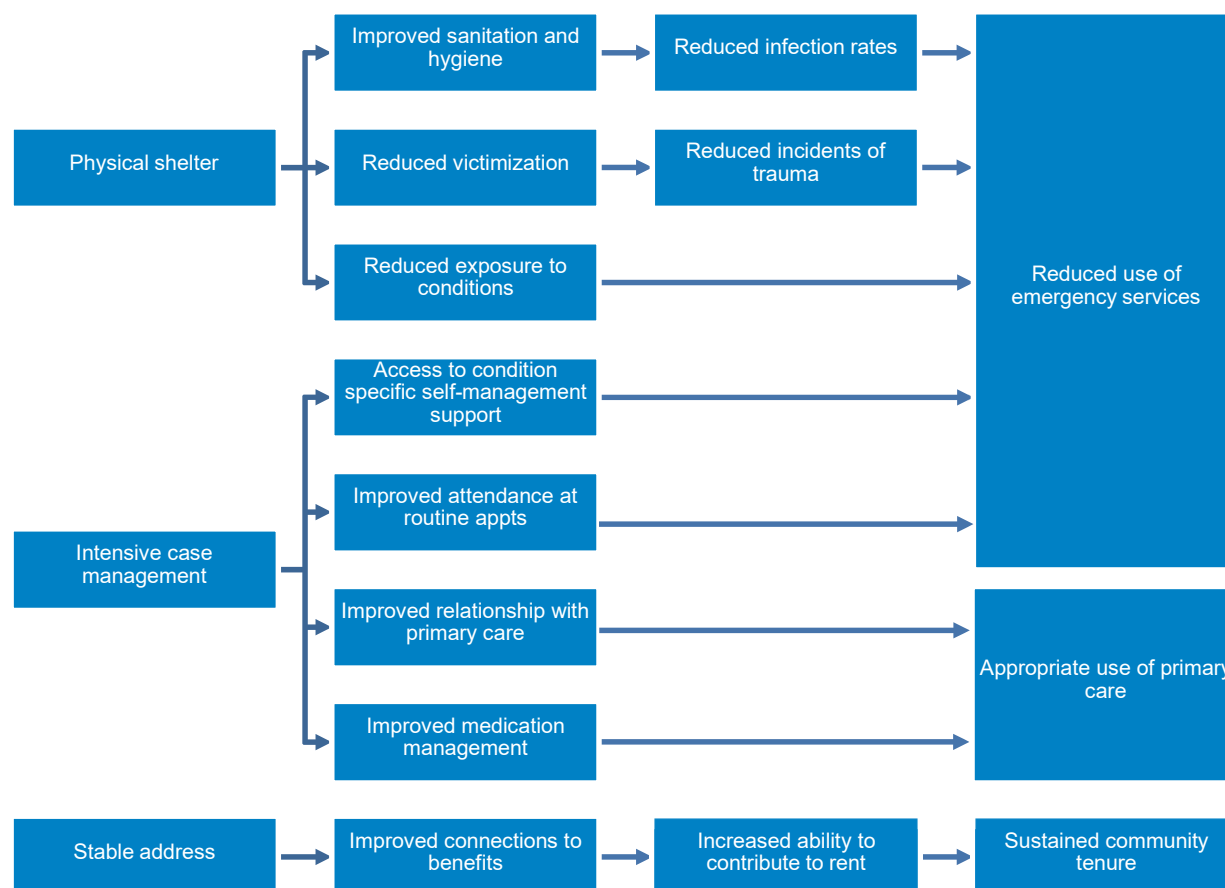 Improved sanitation and
hygiene
Reduced infection rates
Physical shelter
Reduced victimization
Reduced incidents of
trauma
Reduced exposure to
conditions
Reduced use of
emergency services
Access to condition
specific self-management
support
Improved attendance at
routine appts
Intensive case
management
Improved relationship with
primary care
Appropriate use of primary
care
Improved medication
management
Stable address
Improved connections to
benefits
Increased ability to
contribute to rent
Sustained community
tenure